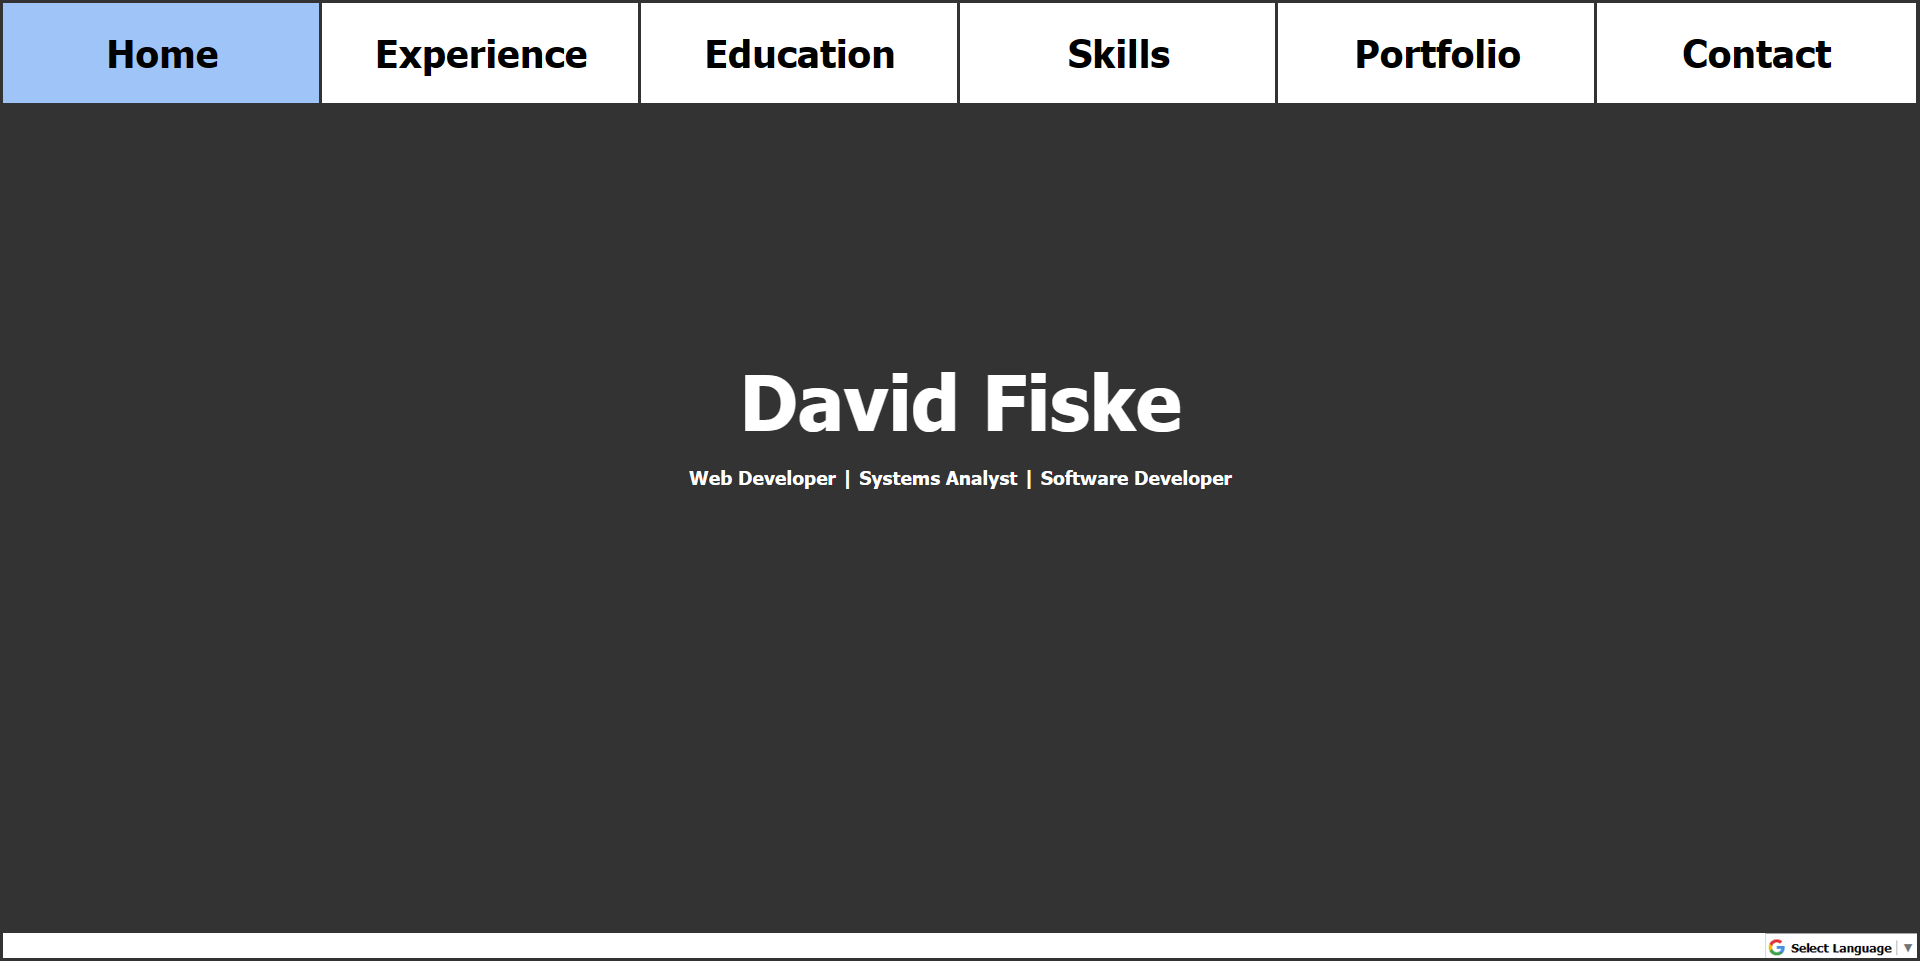 Home Experience Education Skills Portfolio Contact
David Fiske
Web Developer | Systems Analyst | Software Developer
Select Language ▼